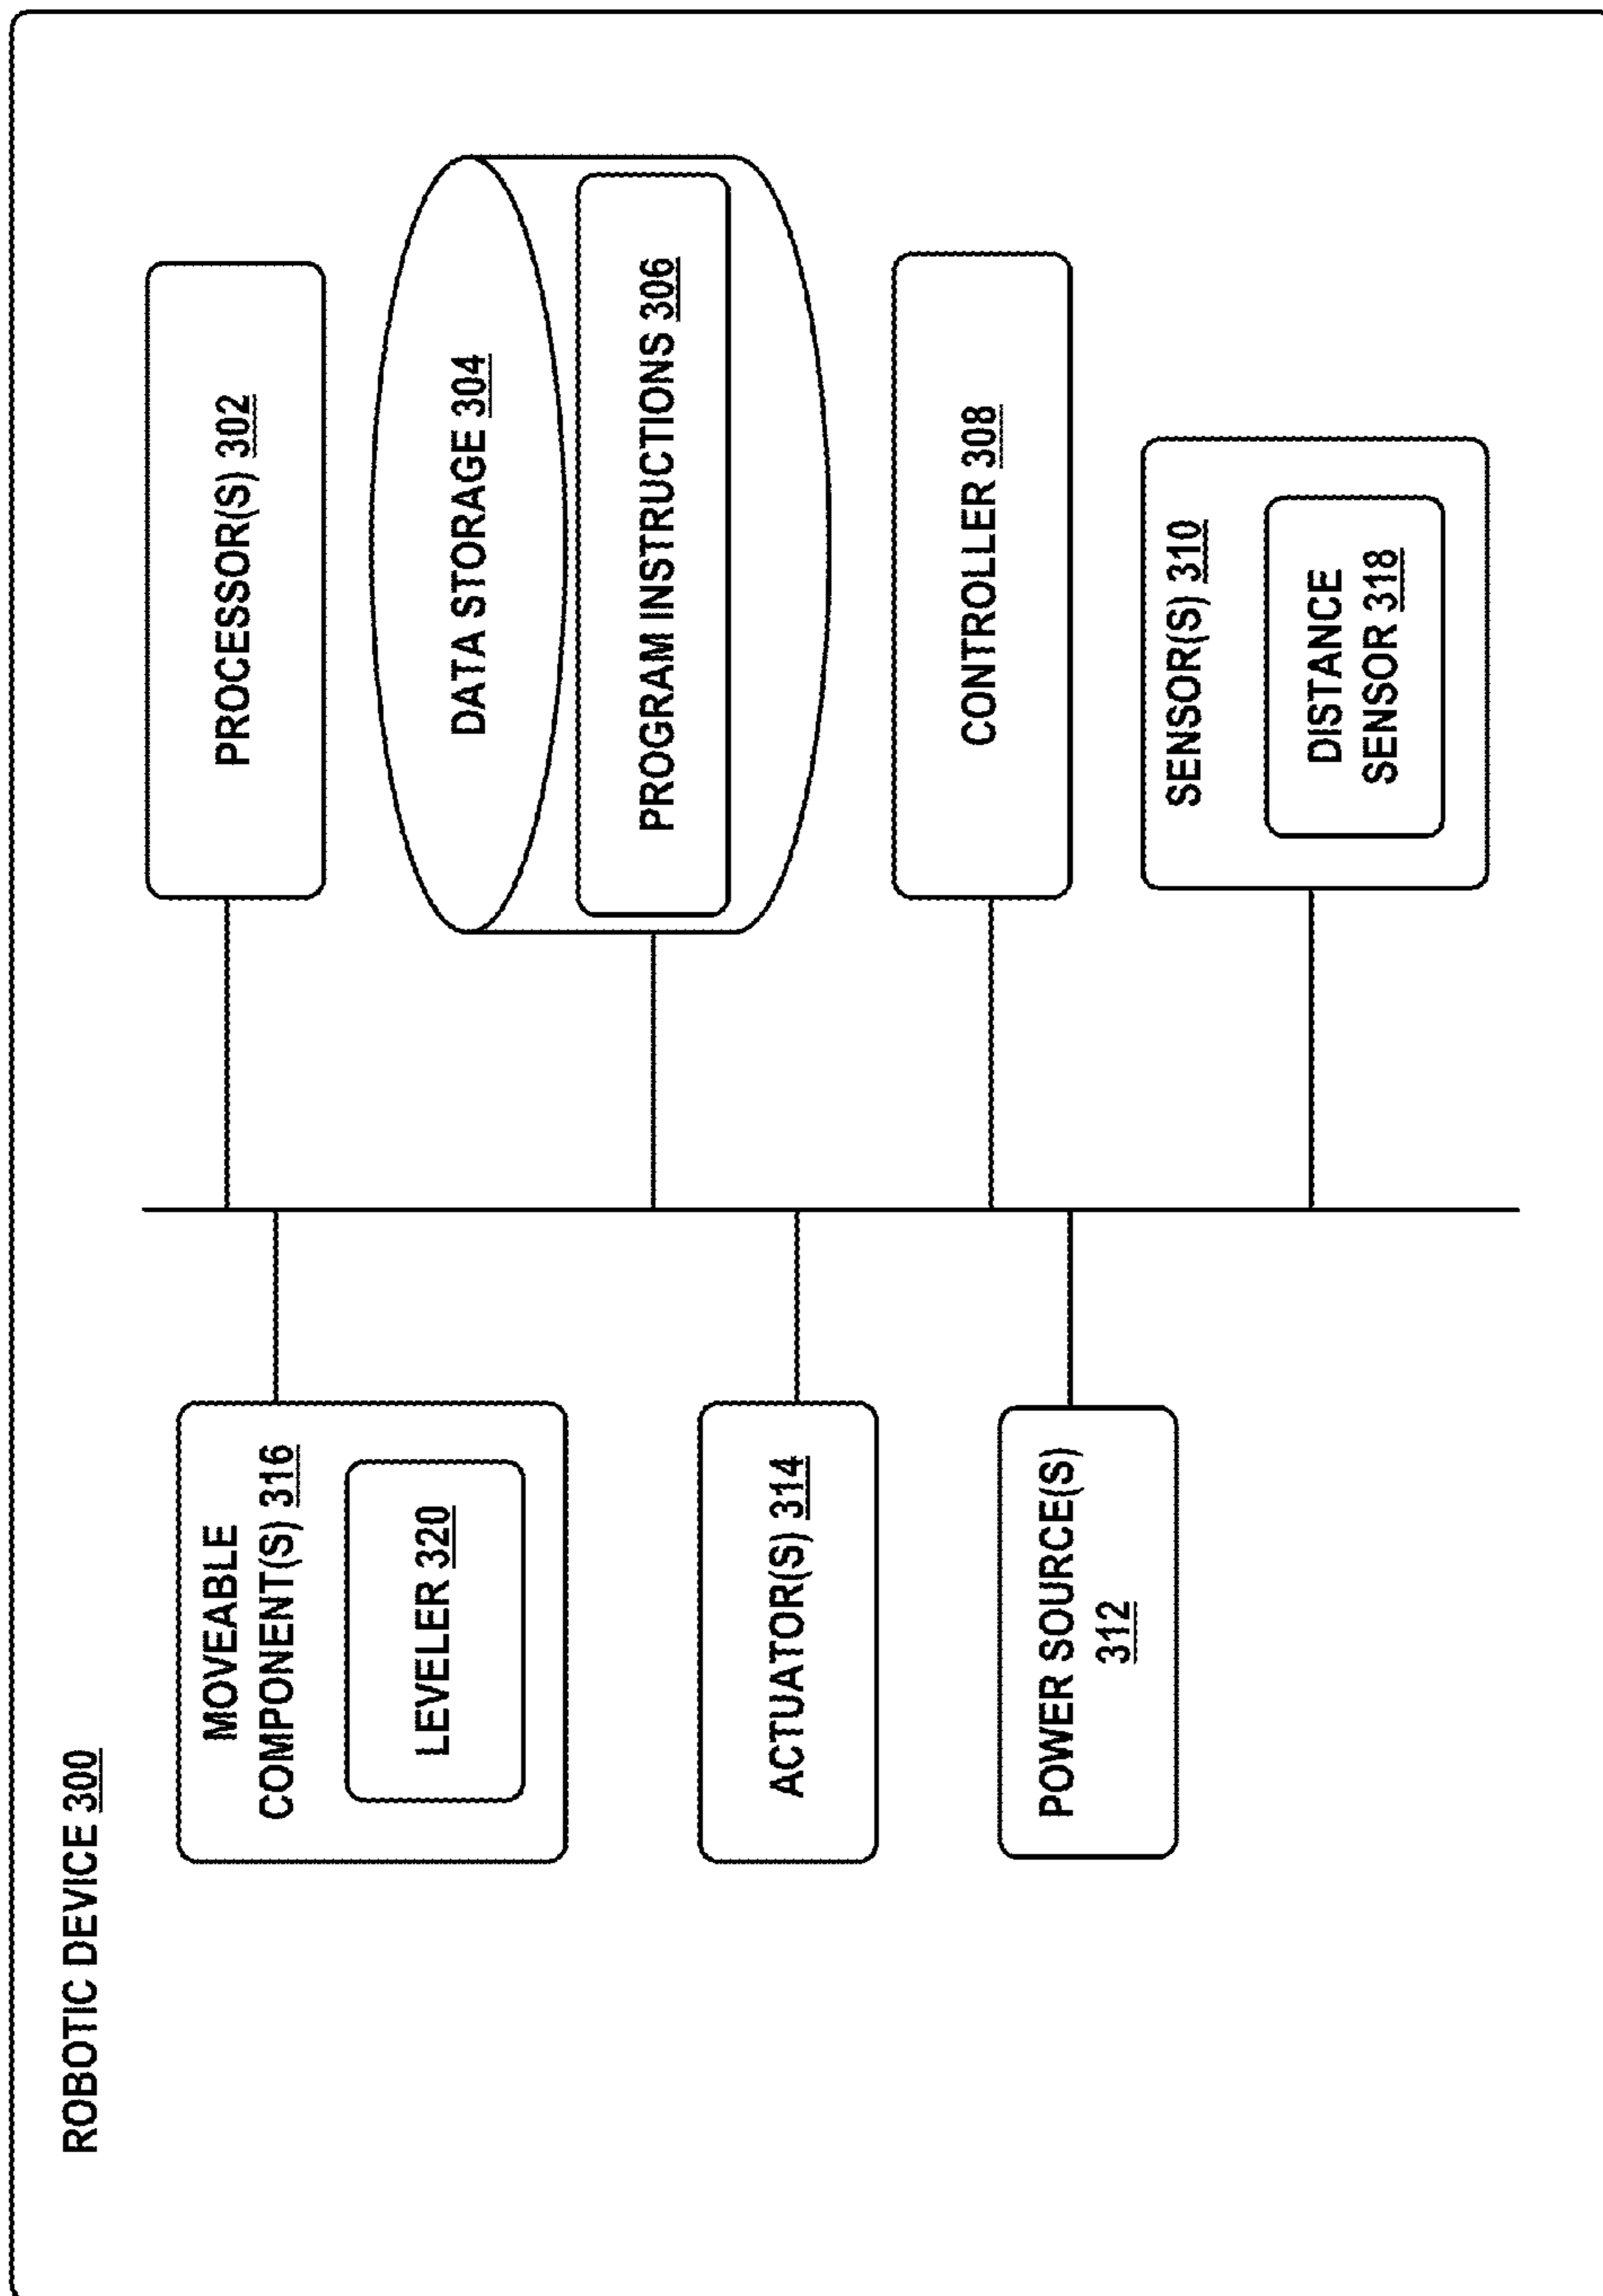 ROBOTIC DEVICE 300
MOVEABLE
COMPONENT(S) 316
LEVELER 320
ACTUATOR(S) 314
POWER SOURCE(S)
312
PROCESSOR(S) 302
DATA STORAGE 304
PROGRAM INSTRUCTIONS 306
CONTROLLER 308
SENSOR(S) 310
DISTANCE
SENSOR 318